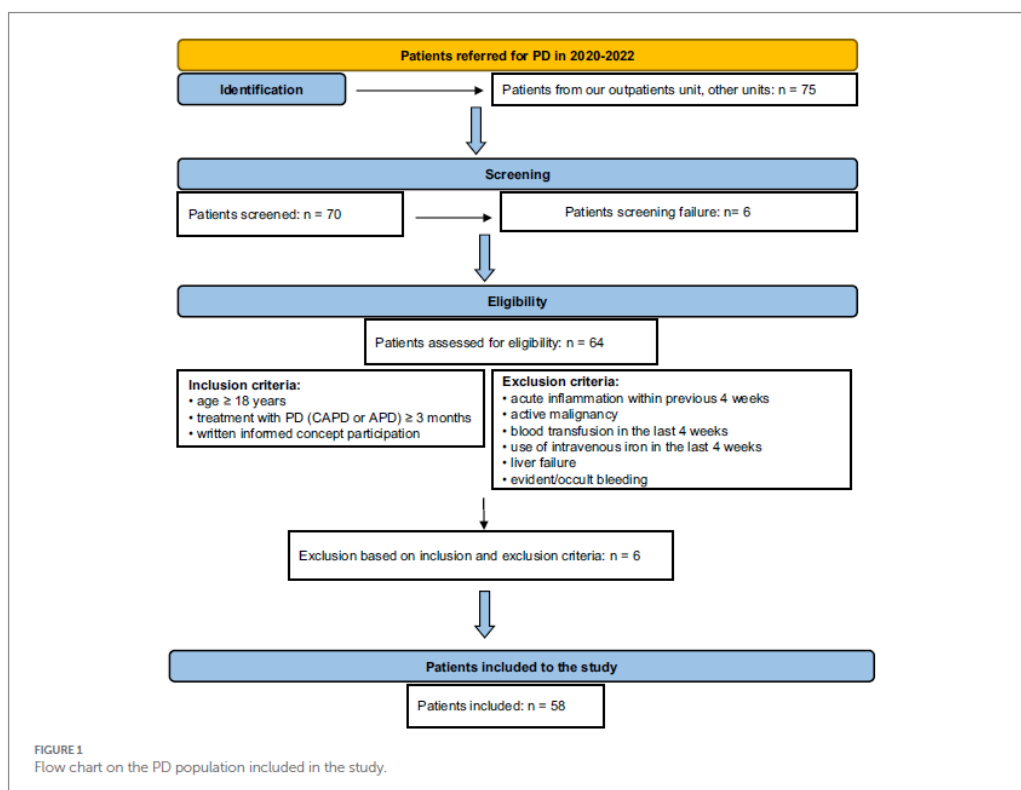 Patients referred for PD in 2020-2022
Identification
Patients from our outpatients unit, other units: n = 75
Screening
Patients screened: n = 70
Patients screening failure: n= 6
Eligibility
Patients assessed for eligibility: n = 64
Inclusion criteria:
• age ≥ 18 years
• treatment with PD (CAPD or APD) ≥ 3 months
• written informed concept participation
Exclusion criteria:
• acute inflammation within previous 4 weeks
• active malignancy
• blood transfusion in the last 4 weeks
• use of intravenous iron in the last 4 weeks
• liver failure
• evident/occult bleeding
Exclusion based on inclusion and exclusion criteria: n = 6
Patients included to the study
Patients included: n = 58
FIGURE 1
Flow chart on the PD population included in the study.